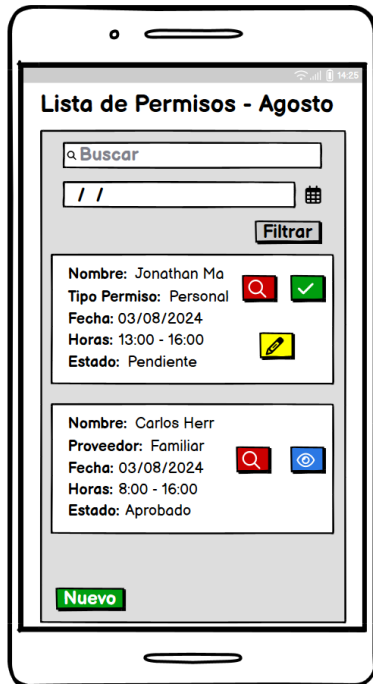 14:25
Lista de Permisos - Agosto
Buscar
/ /
Filtrar
Nombre: Jonathan Ma
Tipo Permiso: Personal
Fecha: 03/08/2024
Horas: 13:00 - 16:00
Estado: Pendiente
Nombre: Carlos Herr
Proveedor: Familiar
Fecha: 03/08/2024
Horas: 8:00 - 16:00
Estado: Aprobado
Nuevo